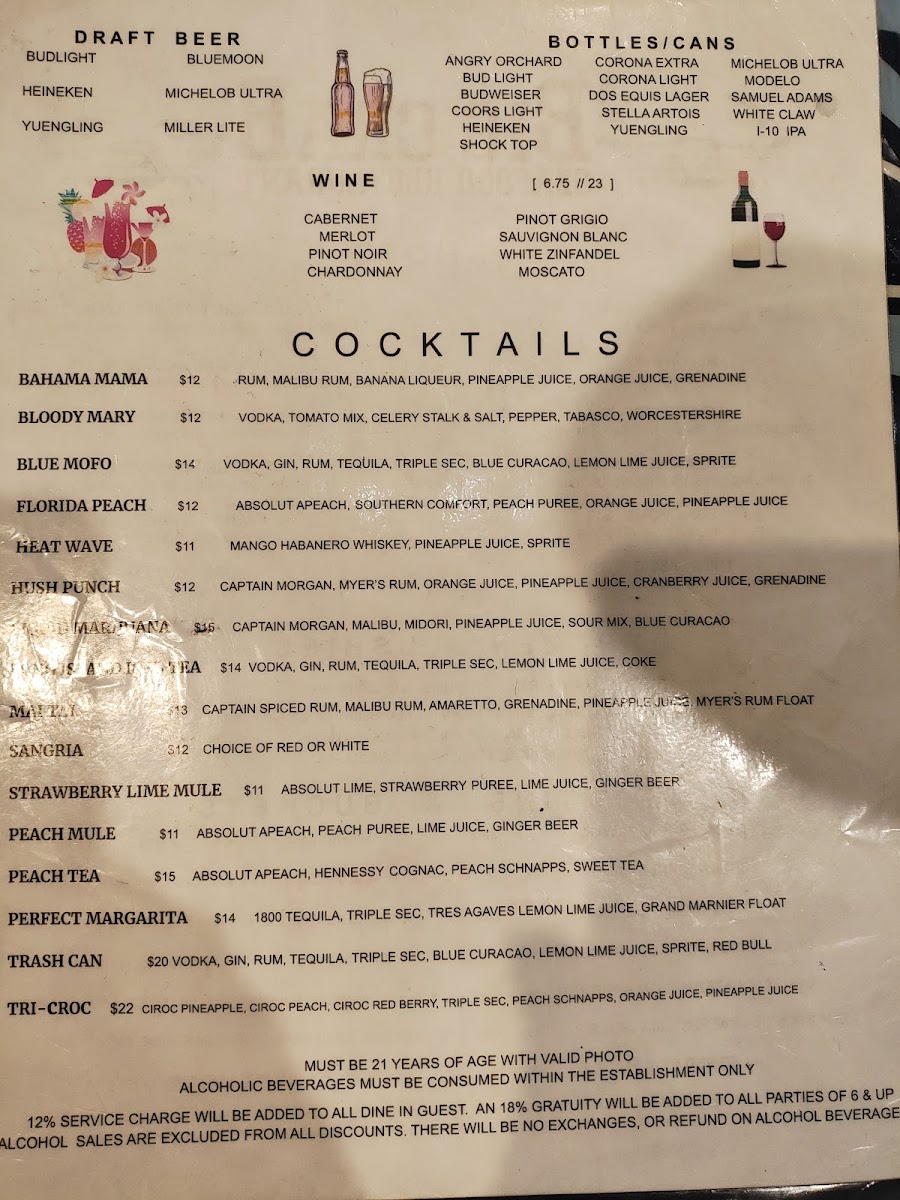 DRAFT BEER
BUDLIGHT BLUEMOON
HEINEKEN MICHELOB ULTRA
YUENGLING MILLER LITE
BOTTLES/CANS
ANGRY ORCHARD CORONA EXTRA MICHELOB ULTRA
BUD LIGHT CORONA LIGHT MODELO
BUDWEISER DOS EQUIS LAGER SAMUEL ADAMS
COORS LIGHT STELLA ARTOIS WHITE CLAW
HEINEKEN YUENGLING I-10 IPA
SHOCK TOP
WINE [ 6.75 // 23 ]
CABERNET PINOT GRIGIO
MERLOT SAUVIGNON BLANC
PINOT NOIR WHITE ZINFANDEL
CHARDONNAY MOSCATO
COCKTAILS
BAHAMA MAMA $12 RUM, MALIBU RUM, BANANA LIQUEUR, PINEAPPLE JUICE, ORANGE JUICE, GRENADINE
BLOODY MARY $12 VODKA, TOMATO MIX, CELERY STALK & SALT, PEPPER, TABASCO, WORCESTERSHIRE
BLUE MOFO $14 VODKA, GIN, RUM, TEQUILA, TRIPLE SEC, BLUE CURACAO, LEMON LIME JUICE, SPRITE
FLORIDA PEACH $12 ABSOLUT APEACH, SOUTHERN COMFORT, PEACH PUREE, ORANGE JUICE, PINEAPPLE JUICE
HEAT WAVE $11 MANGO HABANERO WHISKEY, PINEAPPLE JUICE, SPRITE
HUSH PUNCH $12 CAPTAIN MORGAN, MYER'S RUM, ORANGE JUICE, PINEAPPLE JUICE, CRANBERRY JUICE, GRENADINE
MARIJUANA $15 CAPTAIN MORGAN, MALIBU, MIDORI, PINEAPPLE JUICE, SOUR MIX, BLUE CURACAO
TEA $14 VODKA, GIN, RUM, TEQUILA, TRIPLE SEC, LEMON LIME JUICE, COKE
MAI TAI $13 CAPTAIN SPICED RUM, MALIBU RUM, AMARETTO, GRENADINE, PINEAPPLE JUICE, MYER'S RUM FLOAT
SANGRIA $12 CHOICE OF RED OR WHITE
STRAWBERRY LIME MULE $11 ABSOLUT LIME, STRAWBERRY PUREE, LIME JUICE, GINGER BEER
PEACH MULE $11 ABSOLUT APEACH, PEACH PUREE, LIME JUICE, GINGER BEER
PEACH TEA $15 ABSOLUT APEACH, HENNESSY COGNAC, PEACH SCHNAPPS, SWEET TEA
PERFECT MARGARITA $14 1800 TEQUILA, TRIPLE SEC, TRES AGAVES LEMON LIME JUICE, GRAND MARNIER FLOAT
TRASH CAN $20 VODKA, GIN, RUM, TEQUILA, TRIPLE SEC, BLUE CURACAO, LEMON LIME JUICE, SPRITE, RED BULL
TRI-CROC $22 CIROC PINEAPPLE, CIROC PEACH, CIROC RED BERRY, TRIPLE SEC, PEACH SCHNAPPS, ORANGE JUICE, PINEAPPLE JUICE
MUST BE 21 YEARS OF AGE WITH VALID PHOTO
ALCOHOLIC BEVERAGES MUST BE CONSUMED WITHIN THE ESTABLISHMENT ONLY
12% SERVICE CHARGE WILL BE ADDED TO ALL DINE IN GUEST. AN 18% GRATUITY WILL BE ADDED TO ALL PARTIES OF 6 & UP
ALCOHOL SALES ARE EXCLUDED FROM ALL DISCOUNTS. THERE WILL BE NO EXCHANGES, OR REFUND ON ALCOHOL BEVERAGE